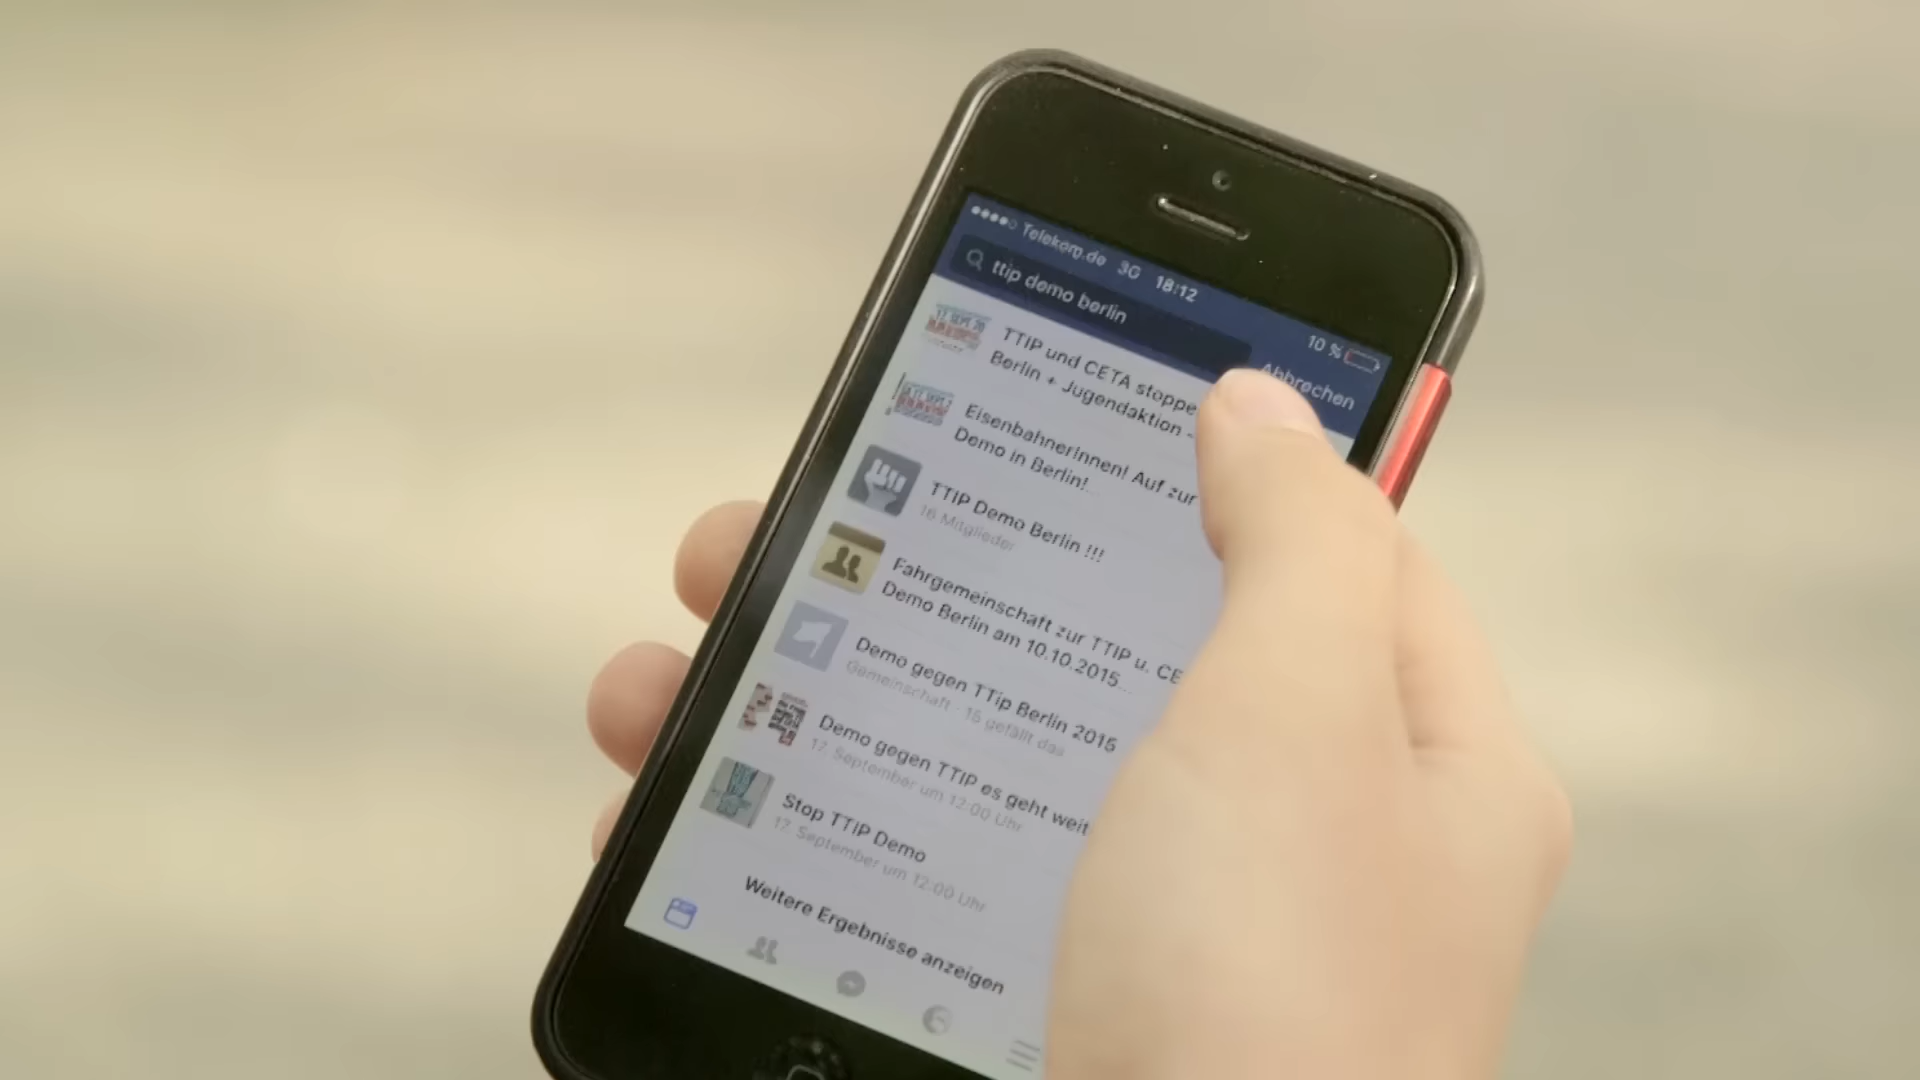 Telekom.de 3G 18:12 10 %
ttip demo berlin
Abbrechen
TTIP und CETA stoppe
Berlin + Jugendaktion -
EisenbahnerInnen! Auf zur
Demo in Berlin!...
TTIP Demo Berlin !!!
16 Mitglieder
Fahrgemeinschaft zur TTIP u. CE
Demo Berlin am 10.10.2015...
Demo gegen TTip Berlin 2015
Gemeinschaft · 15 gefällt das
Demo gegen TTIP es geht weit
17. September um 12:00 Uhr
Stop TTIP Demo
17. September um 12:00 Uhr
Weitere Ergebnisse anzeigen